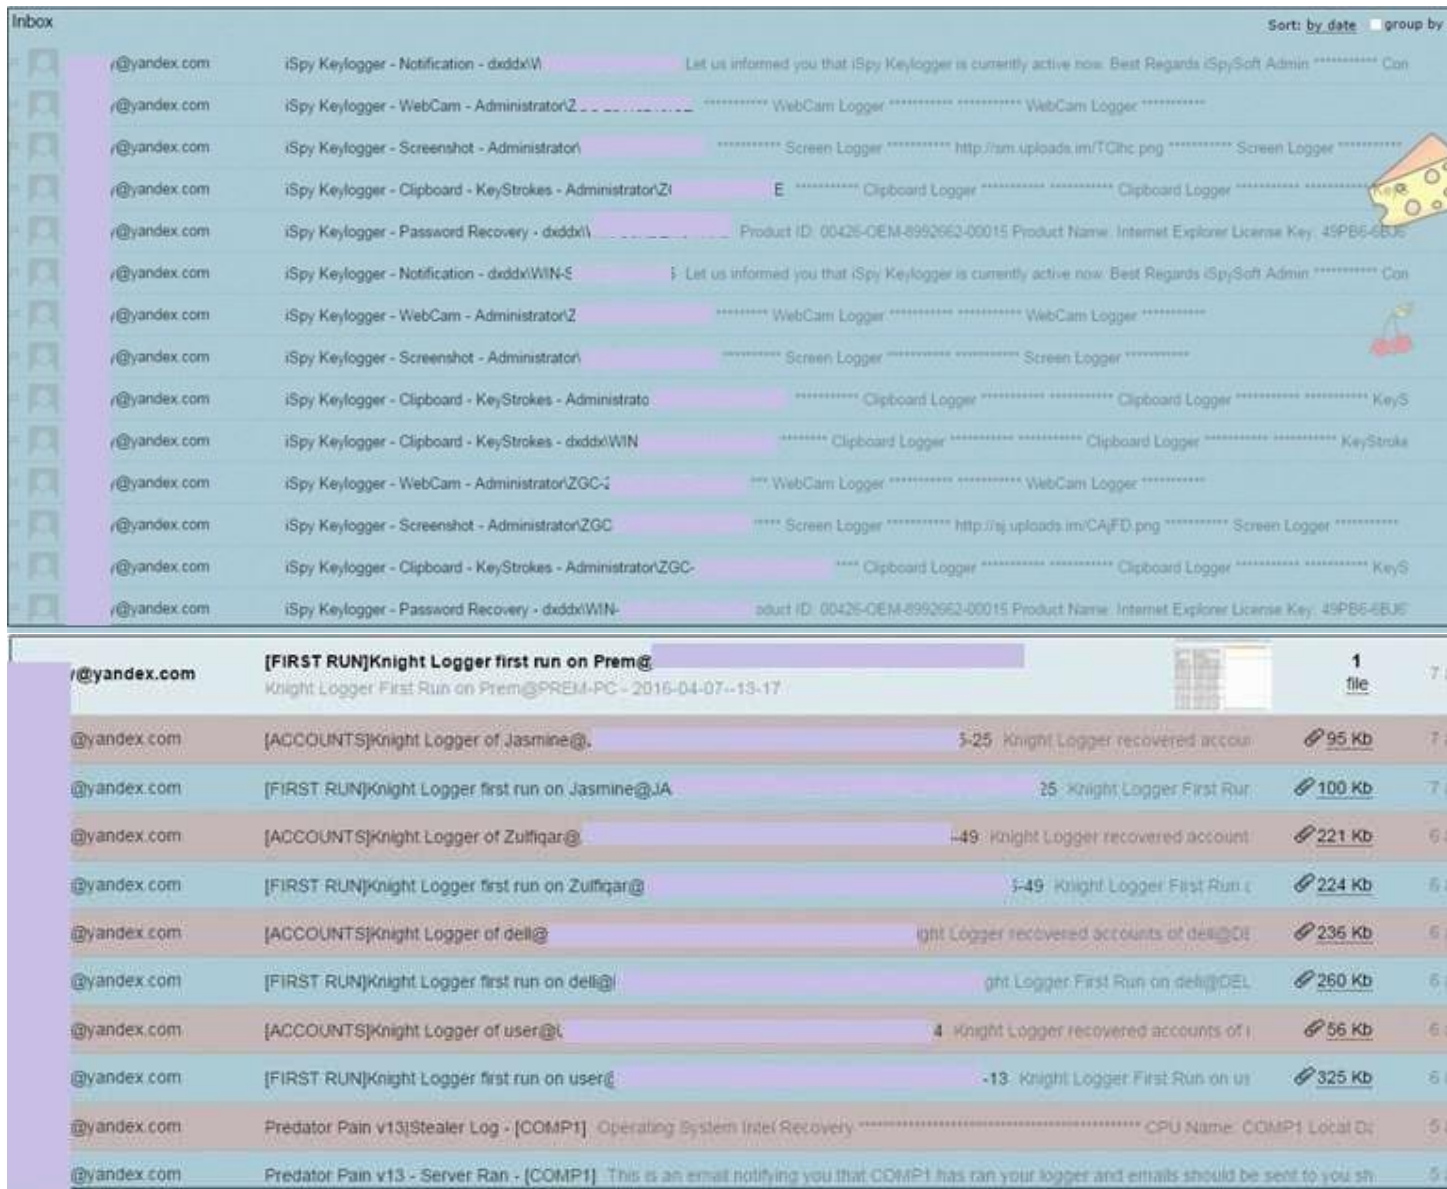 Inbox
Sort: by date group by
y@yandex.com iSpy Keylogger - Notification - dxddx\W Let us informed you that iSpy Keylogger is currently active now. Best Regards iSpySoft Admin *********** Con
y@yandex.com iSpy Keylogger - WebCam - Administrator\Z *********** WebCam Logger *********** *********** WebCam Logger ***********
y@yandex.com iSpy Keylogger - Screenshot - Administrator\ *********** Screen Logger *********** http://sm.uploads.im/TClhc.png *********** Screen Logger ***********
y@yandex.com iSpy Keylogger - Clipboard - KeyStrokes - Administrator\Z E *********** Clipboard Logger *********** Clipboard Logger *********** *********** KeyS
y@yandex.com iSpy Keylogger - Password Recovery - dxddx\ Product ID: 00426-OEM-8992662-00015 Product Name: Internet Explorer License Key: 49PB6-6BJ6
y@yandex.com iSpy Keylogger - Notification - dxddx\WIN-S Let us informed you that iSpy Keylogger is currently active now. Best Regards iSpySoft Admin *********** Con
y@yandex.com iSpy Keylogger - WebCam - Administrator\Z ********* WebCam Logger *********** *********** WebCam Logger ***********
y@yandex.com iSpy Keylogger - Screenshot - Administrator\ ********** Screen Logger *********** *********** Screen Logger ***********
y@yandex.com iSpy Keylogger - Clipboard - KeyStrokes - Administrato *********** Clipboard Logger *********** *********** Clipboard Logger *********** *********** KeyS
y@yandex.com iSpy Keylogger - Clipboard - KeyStrokes - dxddx\WIN ******** Clipboard Logger *********** *********** Clipboard Logger *********** *********** KeyStroke
y@yandex.com iSpy Keylogger - WebCam - Administrator\ZGC-2 *** WebCam Logger *********** *********** WebCam Logger ***********
y@yandex.com iSpy Keylogger - Screenshot - Administrator\ZGC ***** Screen Logger *********** http://sj.uploads.im/CAjFD.png *********** Screen Logger ***********
y@yandex.com iSpy Keylogger - Clipboard - KeyStrokes - Administrator\ZGC- **** Clipboard Logger *********** *********** Clipboard Logger *********** *********** KeyS
y@yandex.com iSpy Keylogger - Password Recovery - dxddx\WIN- oduct ID: 00426-OEM-8992662-00015 Product Name: Internet Explorer License Key: 49PB6-6BJ6
y@yandex.com [FIRST RUN]Knight Logger first run on Prem@ 1 file 7
Knight Logger First Run on Prem@PREM-PC - 2016-04-07--13-17
@yandex.com [ACCOUNTS]Knight Logger of Jasmine@ 5-25 Knight Logger recovered accoun 95 Kb 7
@yandex.com [FIRST RUN]Knight Logger first run on Jasmine@JA 25 Knight Logger First Run 100 Kb 7
@yandex.com [ACCOUNTS]Knight Logger of Zulfiqar@ -49 Knight Logger recovered account 221 Kb 6
@yandex.com [FIRST RUN]Knight Logger first run on Zulfiqar@ 5-49 Knight Logger First Run 224 Kb 6
@yandex.com [ACCOUNTS]Knight Logger of dell@ ight Logger recovered accounts of dell@DE 236 Kb 6
@yandex.com [FIRST RUN]Knight Logger first run on dell@ ght Logger First Run on dell@DEL 260 Kb 6
@yandex.com [ACCOUNTS]Knight Logger of user@ 4 Knight Logger recovered accounts of 56 Kb 6
@yandex.com [FIRST RUN]Knight Logger first run on user@ -13 Knight Logger First Run on us 325 Kb 6
@yandex.com Predator Pain v13|Stealer Log - [COMP1] Operating System Intel Recovery ******************************************** CPU Name: COMP1 Local Da 5
@yandex.com Predator Pain v13 - Server Ran - [COMP1] This is an email notifying you that COMP1 has ran your logger and emails should be sent to you sh 5